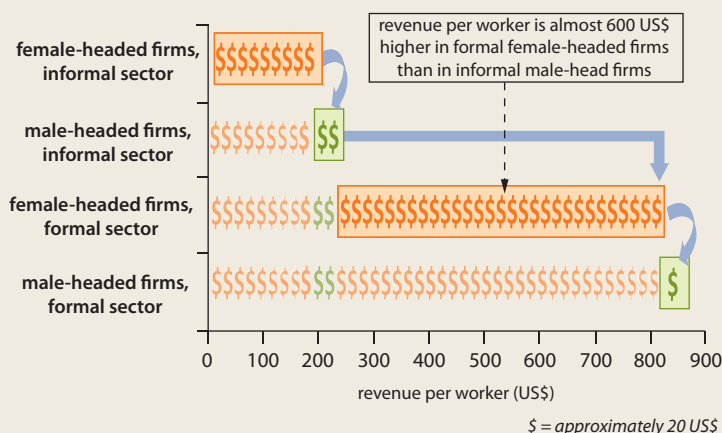 revenue per worker is almost 600 US$
higher in formal female-headed firms
than in informal male-head firms
female-headed firms,
informal sector
male-headed firms,
informal sector
female-headed firms,
formal sector
male-headed firms,
formal sector
0 100 200 300 400 500 600 700 800 900
revenue per worker (US$)
$ = approximately 20 US$